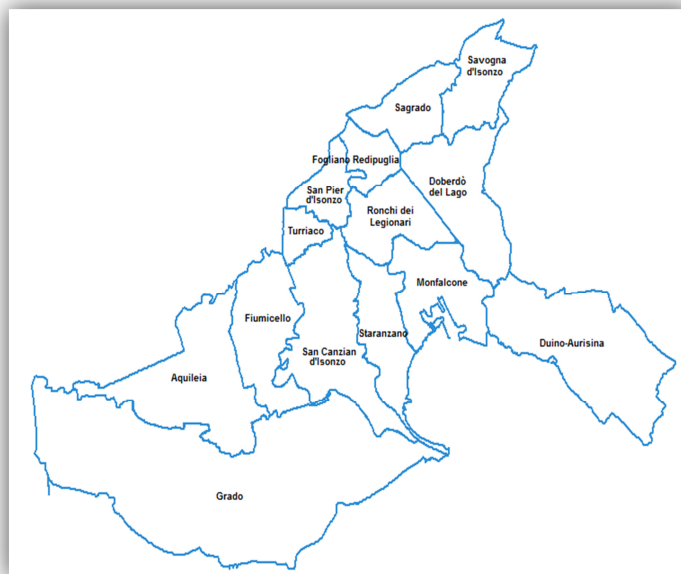 Savogna
d'Isonzo
Sagrado
Fogliano Redipuglia
Doberdò
del Lago
San Pier
d'Isonzo
Ronchi dei
Legionari
Turriaco
Monfalcone
Fiumicello
Staranzano
Duino-Aurisina
San Canzian
d'Isonzo
Aquileia
Grado